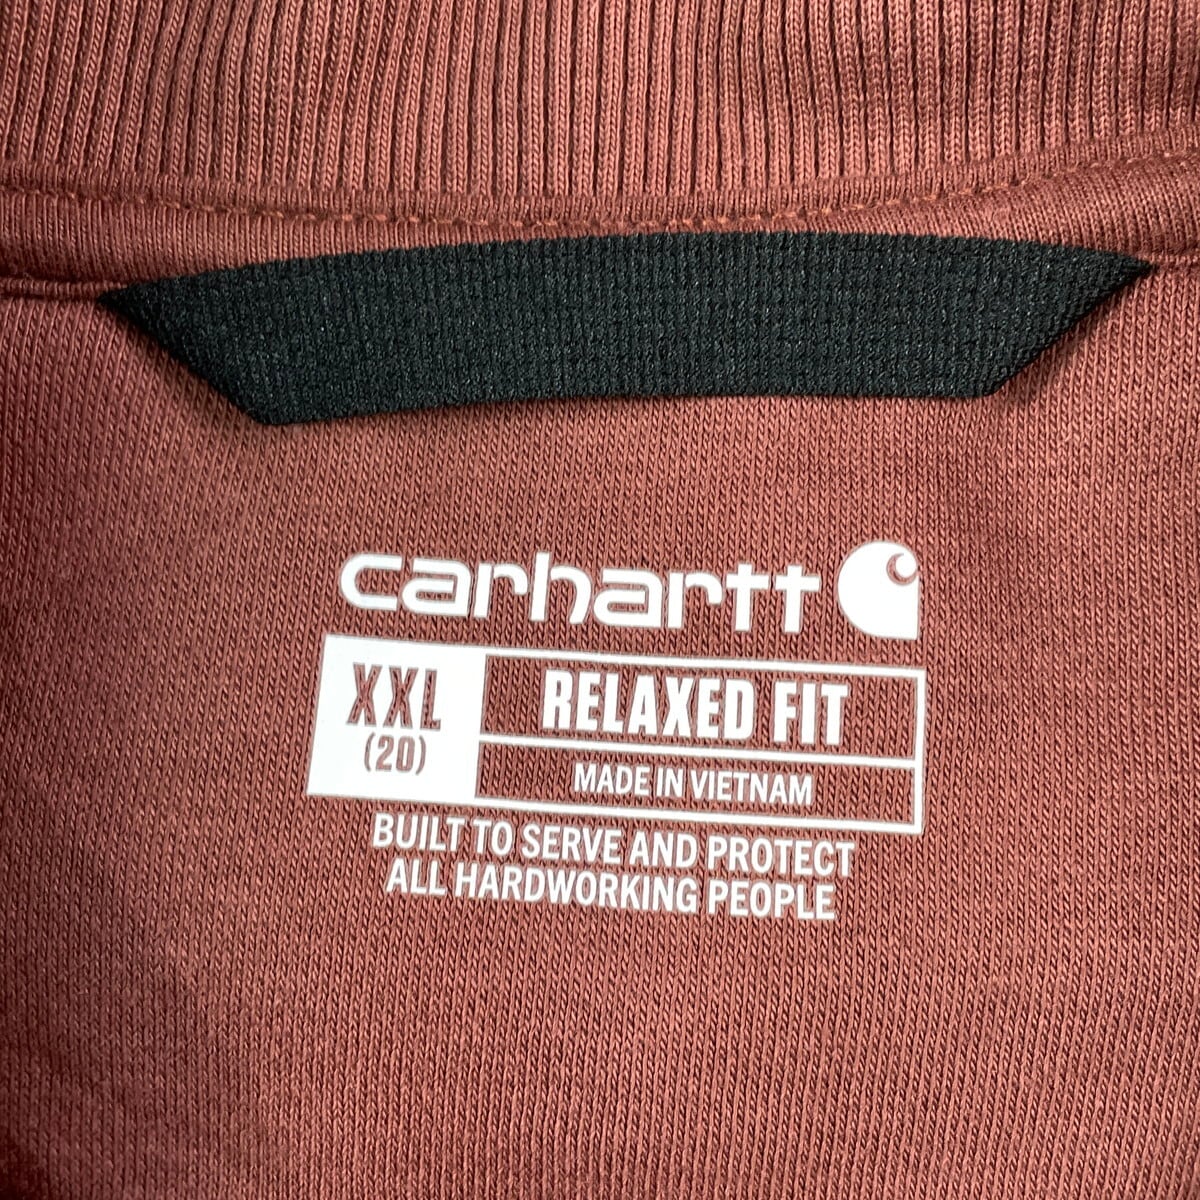 carhartt
XXL
(20)
RELAXED FIT
MADE IN VIETNAM
BUILT TO SERVE AND PROTECT
ALL HARDWORKING PEOPLE